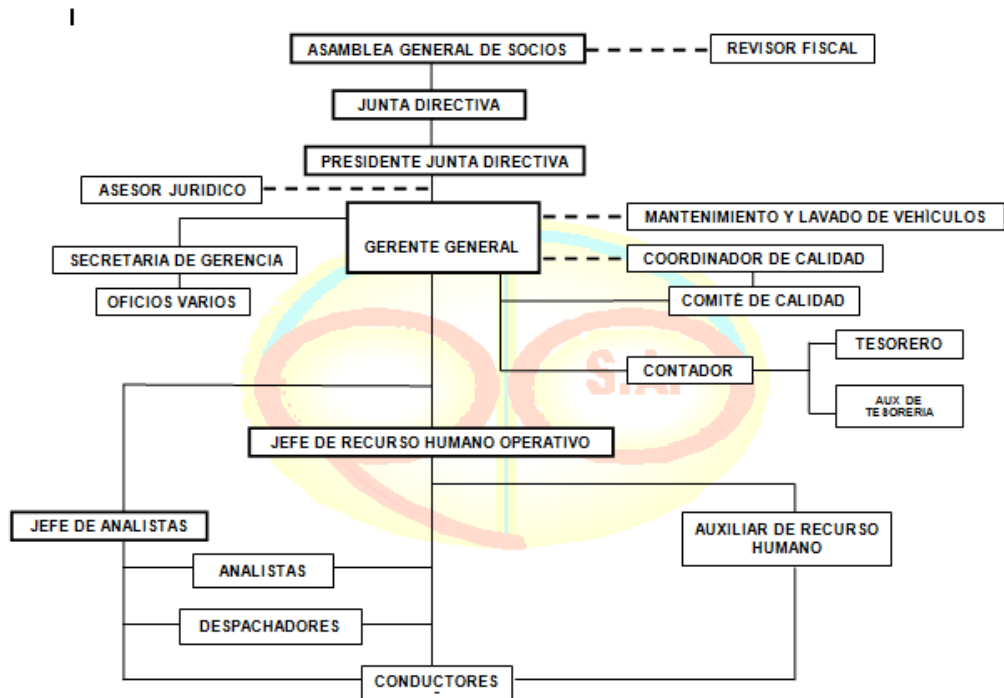 I
ASAMBLEA GENERAL DE SOCIOS
REVISOR FISCAL
JUNTA DIRECTIVA
PRESIDENTE JUNTA DIRECTIVA
ASESOR JURIDICO
GERENTE GENERAL
MANTENIMIENTO Y LAVADO DE VEHÌCULOS
SECRETARIA DE GERENCIA
COORDINADOR DE CALIDAD
OFICIOS VARIOS
COMITÉ DE CALIDAD
TESORERO
CONTADOR
S.A.
AUX DE
TESORERIA
JEFE DE RECURSO HUMANO OPERATIVO
JEFE DE ANALISTAS
AUXILIAR DE RECURSO
HUMANO
ANALISTAS
DESPACHADORES
CONDUCTORES